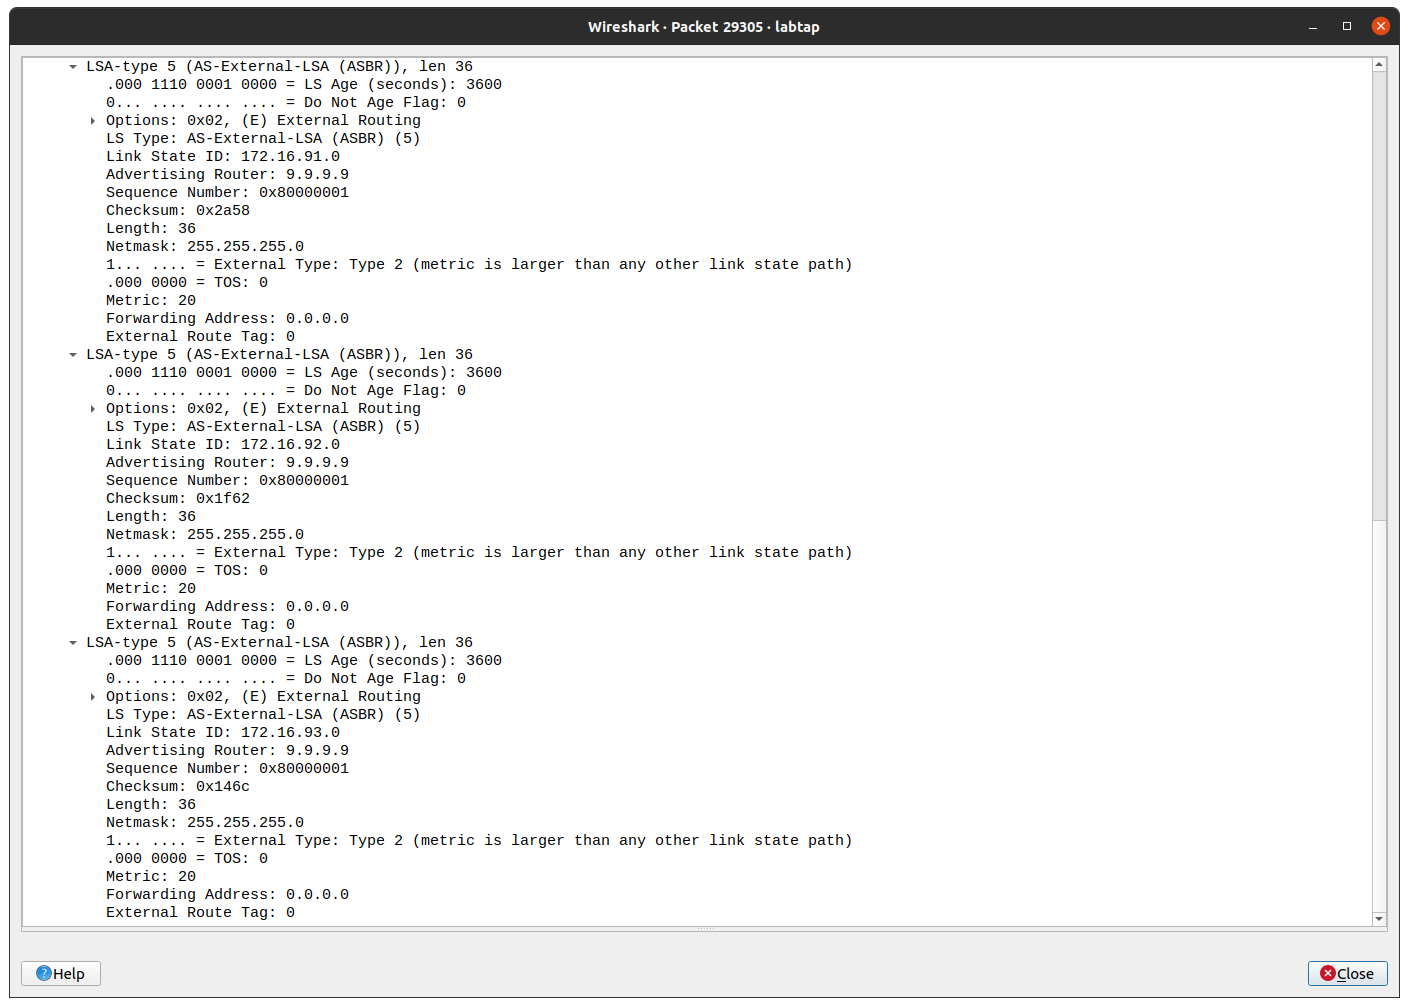 Wireshark · Packet 29305 · labtap
LSA-type 5 (AS-External-LSA (ASBR)), len 36
.000 1110 0001 0000 = LS Age (seconds): 3600
0... .... .... .... = Do Not Age Flag: 0
Options: 0x02, (E) External Routing
LS Type: AS-External-LSA (ASBR) (5)
Link State ID: 172.16.91.0
Advertising Router: 9.9.9.9
Sequence Number: 0x80000001
Checksum: 0x2a58
Length: 36
Netmask: 255.255.255.0
1... .... = External Type: Type 2 (metric is larger than any other link state path)
.000 0000 = TOS: 0
Metric: 20
Forwarding Address: 0.0.0.0
External Route Tag: 0
LSA-type 5 (AS-External-LSA (ASBR)), len 36
.000 1110 0001 0000 = LS Age (seconds): 3600
0... .... .... .... = Do Not Age Flag: 0
Options: 0x02, (E) External Routing
LS Type: AS-External-LSA (ASBR) (5)
Link State ID: 172.16.92.0
Advertising Router: 9.9.9.9
Sequence Number: 0x80000001
Checksum: 0x1f62
Length: 36
Netmask: 255.255.255.0
1... .... = External Type: Type 2 (metric is larger than any other link state path)
.000 0000 = TOS: 0
Metric: 20
Forwarding Address: 0.0.0.0
External Route Tag: 0
LSA-type 5 (AS-External-LSA (ASBR)), len 36
.000 1110 0001 0000 = LS Age (seconds): 3600
0... .... .... .... = Do Not Age Flag: 0
Options: 0x02, (E) External Routing
LS Type: AS-External-LSA (ASBR) (5)
Link State ID: 172.16.93.0
Advertising Router: 9.9.9.9
Sequence Number: 0x80000001
Checksum: 0x146c
Length: 36
Netmask: 255.255.255.0
1... .... = External Type: Type 2 (metric is larger than any other link state path)
.000 0000 = TOS: 0
Metric: 20
Forwarding Address: 0.0.0.0
External Route Tag: 0
Help
Close